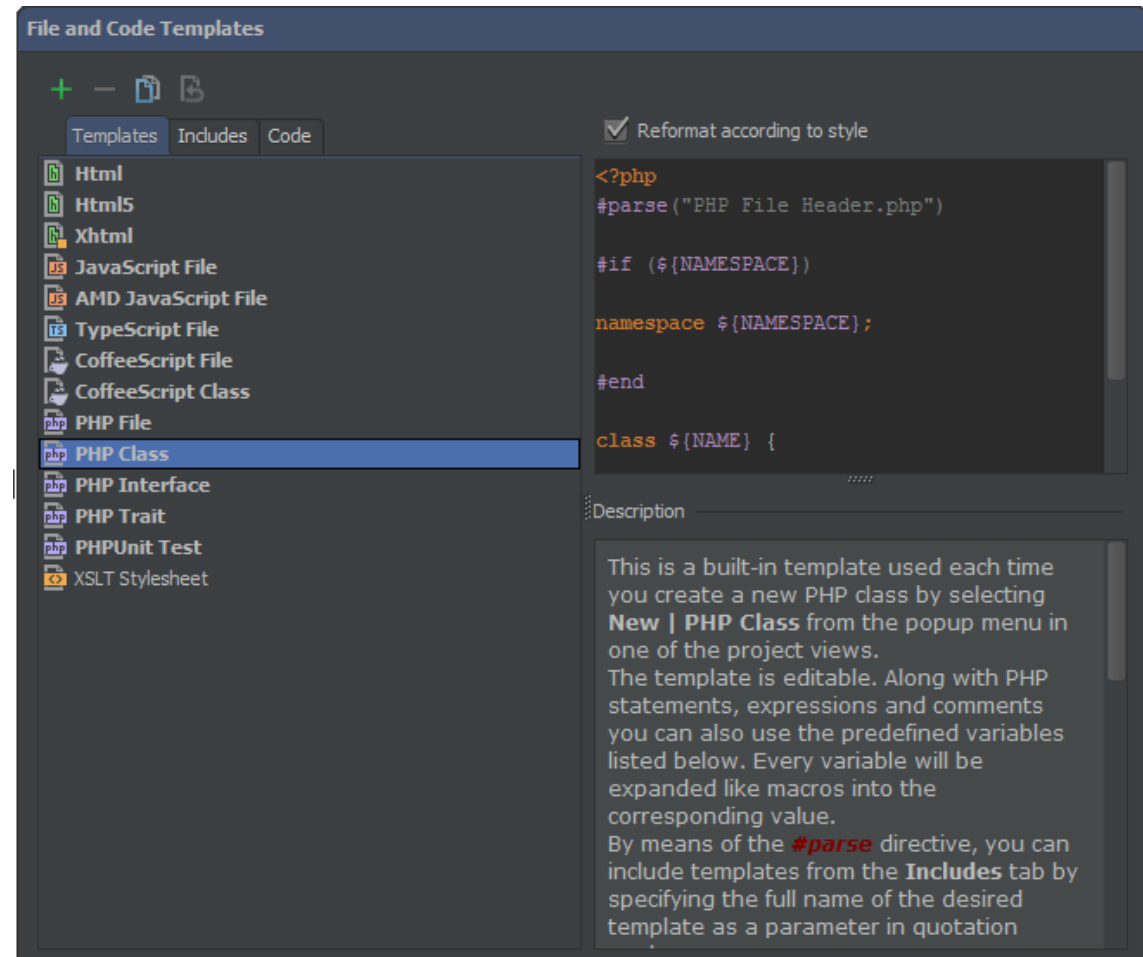 File and Code Templates
Templates Includes Code
Html
Html5
Xhtml
JavaScript File
AMD JavaScript File
TypeScript File
CoffeeScript File
CoffeeScript Class
PHP File
PHP Class
PHP Interface
PHP Trait
PHPUnit Test
XSLT Stylesheet
Reformat according to style
<?php
#parse("PHP File Header.php")
#if (${NAMESPACE})
namespace ${NAMESPACE};
#end
class ${NAME} {
Description
This is a built-in template used each time
you create a new PHP class by selecting
New | PHP Class from the popup menu in
one of the project views.
The template is editable. Along with PHP
statements, expressions and comments
you can also use the predefined variables
listed below. Every variable will be
expanded like macros into the
corresponding value.
By means of the #parse directive, you can
include templates from the Includes tab by
specifying the full name of the desired
template as a parameter in quotation